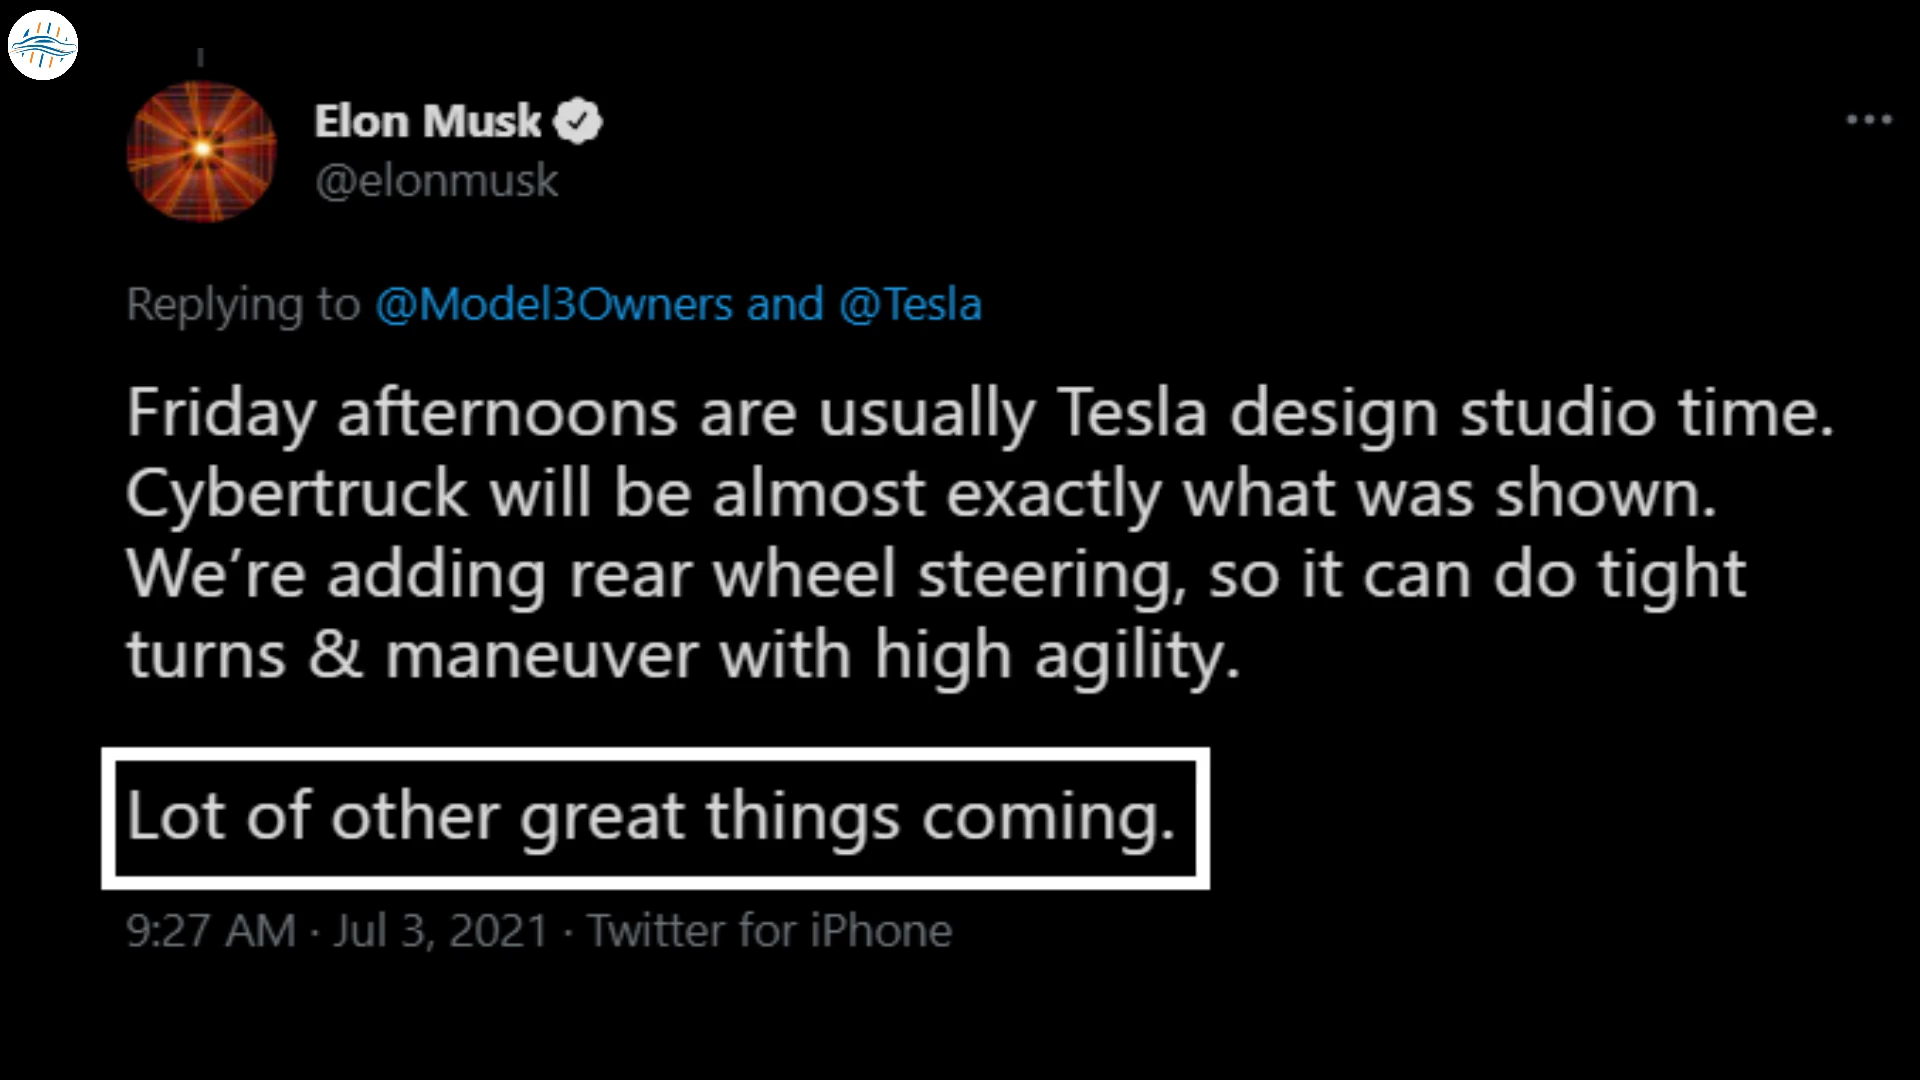 Elon Musk
@elonmusk
Replying to @Model3Owners and @Tesla
Friday afternoons are usually Tesla design studio time.
Cybertruck will be almost exactly what was shown.
We’re adding rear wheel steering, so it can do tight
turns & maneuver with high agility.
Lot of other great things coming.
9:27 AM · Jul 3, 2021 · Twitter for iPhone